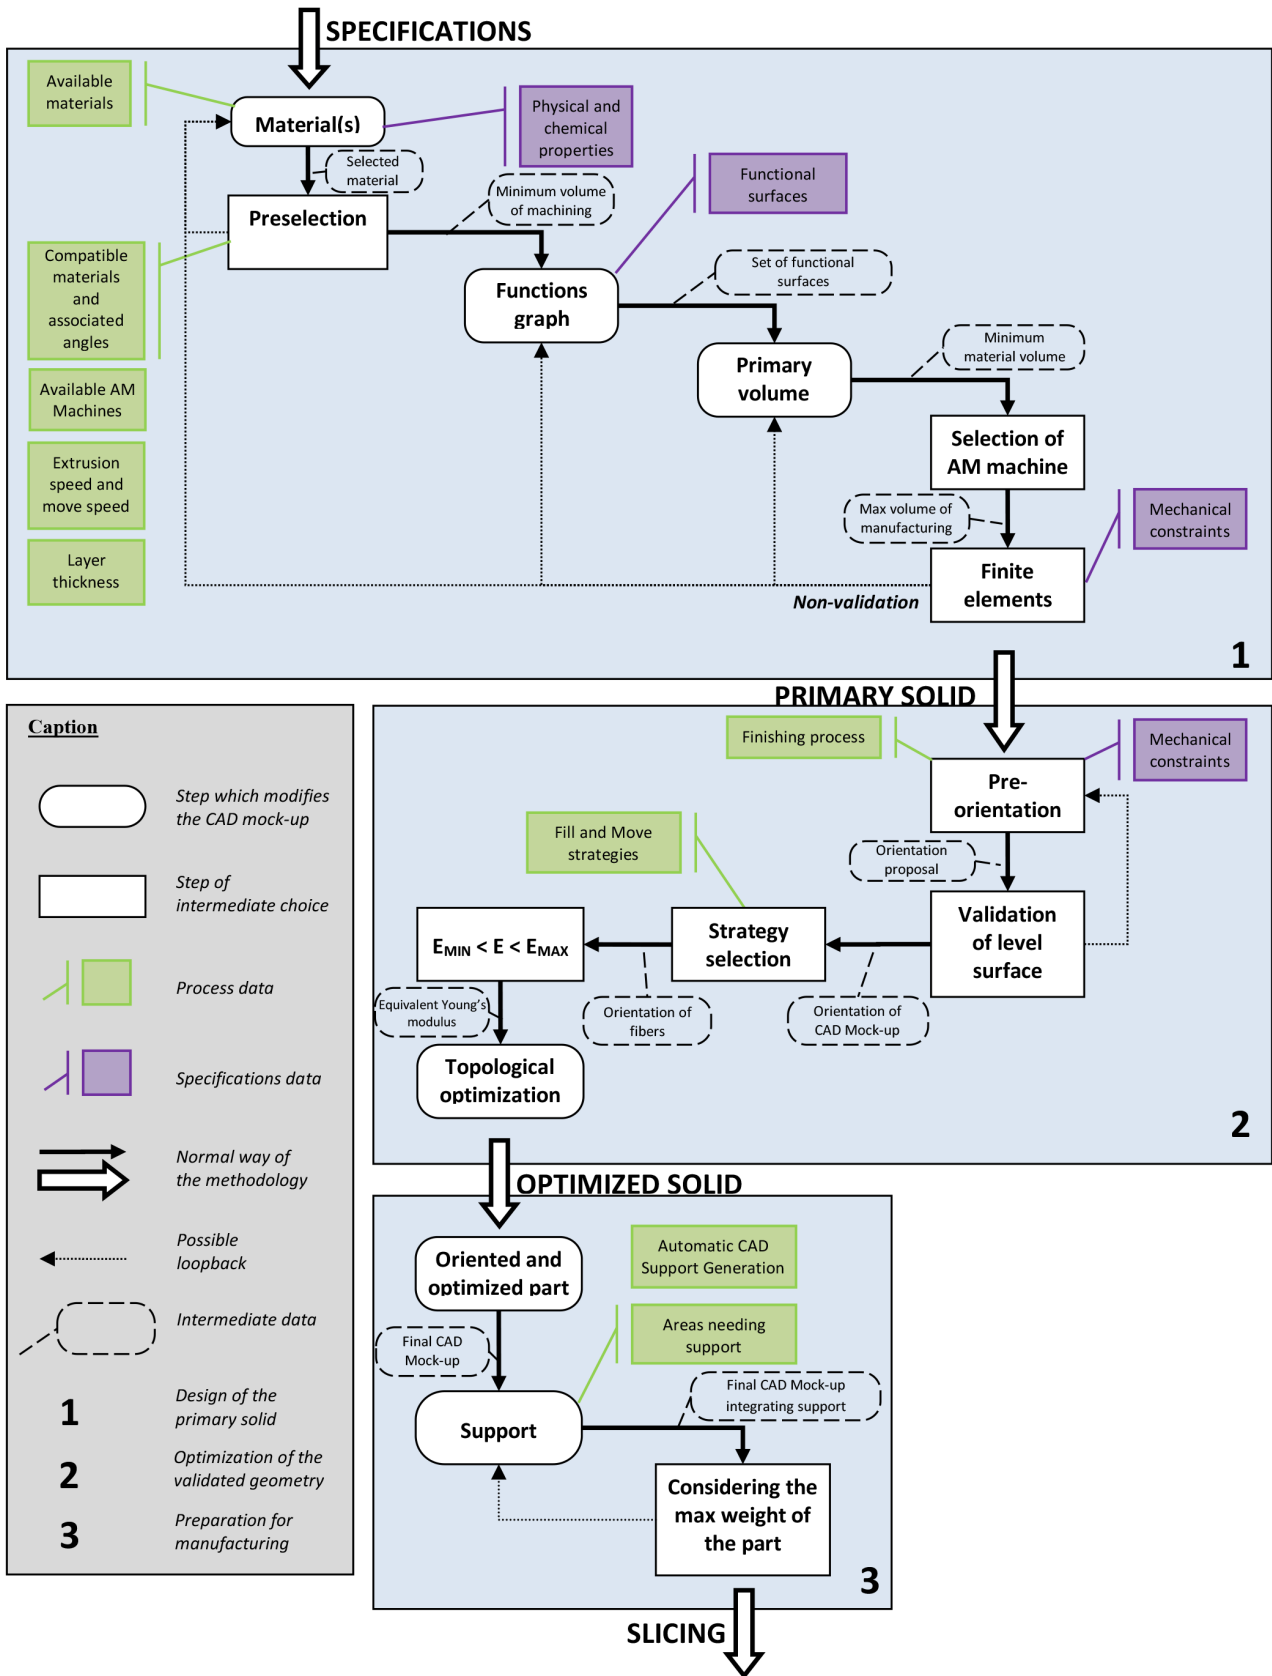 SPECIFICATIONS
Available
materials
Material(s)
Physical and
chemical
properties
Selected
material
Preselection
Minimum volume
of machining
Functional
surfaces
Compatible
materials
and
associated
angles
Functions
graph
Set of functional
surfaces
Primary
volume
Minimum
material volume
Available AM
Machines
Selection of
AM machine
Extrusion
speed and
move speed
Max volume of
manufacturing
Mechanical
constraints
Layer
thickness
Finite
elements
Non-validation
1
PRIMARY SOLID
Caption
Step which modifies
the CAD mock-up
Step of
intermediate choice
Process data
Specifications data
Normal way of
the methodology
Possible
loopback
Intermediate data
1
Design of the
primary solid
2
Optimization of the
validated geometry
3
Preparation for
manufacturing
Finishing process
Mechanical
constraints
Pre-
orientation
Fill and Move
strategies
Orientation
proposal
Validation
of level
surface
Strategy
selection
EMIN < E < EMAX
Orientation of
CAD Mock-up
Orientation of
fibers
Equivalent Young's
modulus
Topological
optimization
2
OPTIMIZED SOLID
Oriented and
optimized part
Automatic CAD
Support Generation
Areas needing
support
Final CAD
Mock-up
Support
Final CAD Mock-up
integrating support
Considering the
max weight of
the part
3
SLICING